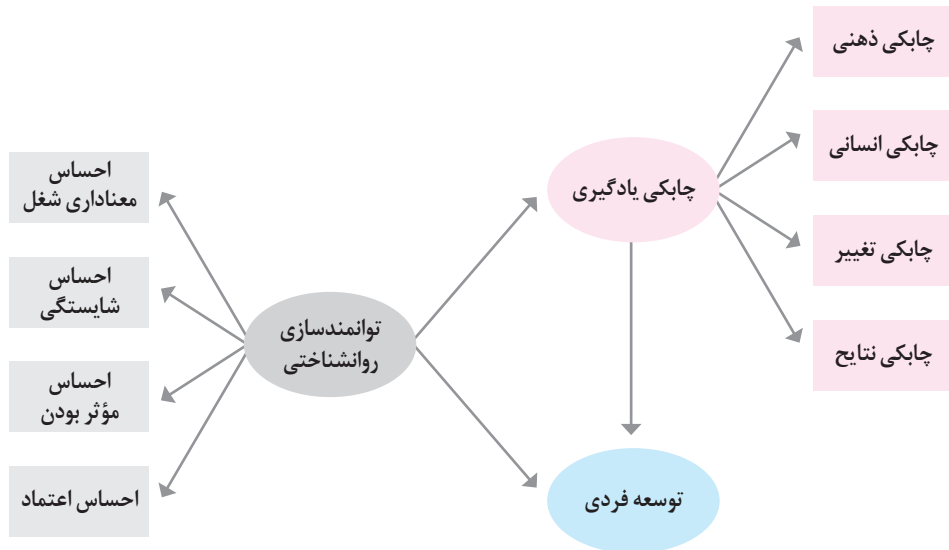 چابکی ذهنی
چابکی انسانی
چابکی تغییر
چابکی نتایح
چابکی یادگیری
توسعه فردی
توانمندسازی
روانشناختی
احساس
معناداری شغل
احساس
شایستگی
احساس
مؤثر بودن
احساس اعتماد